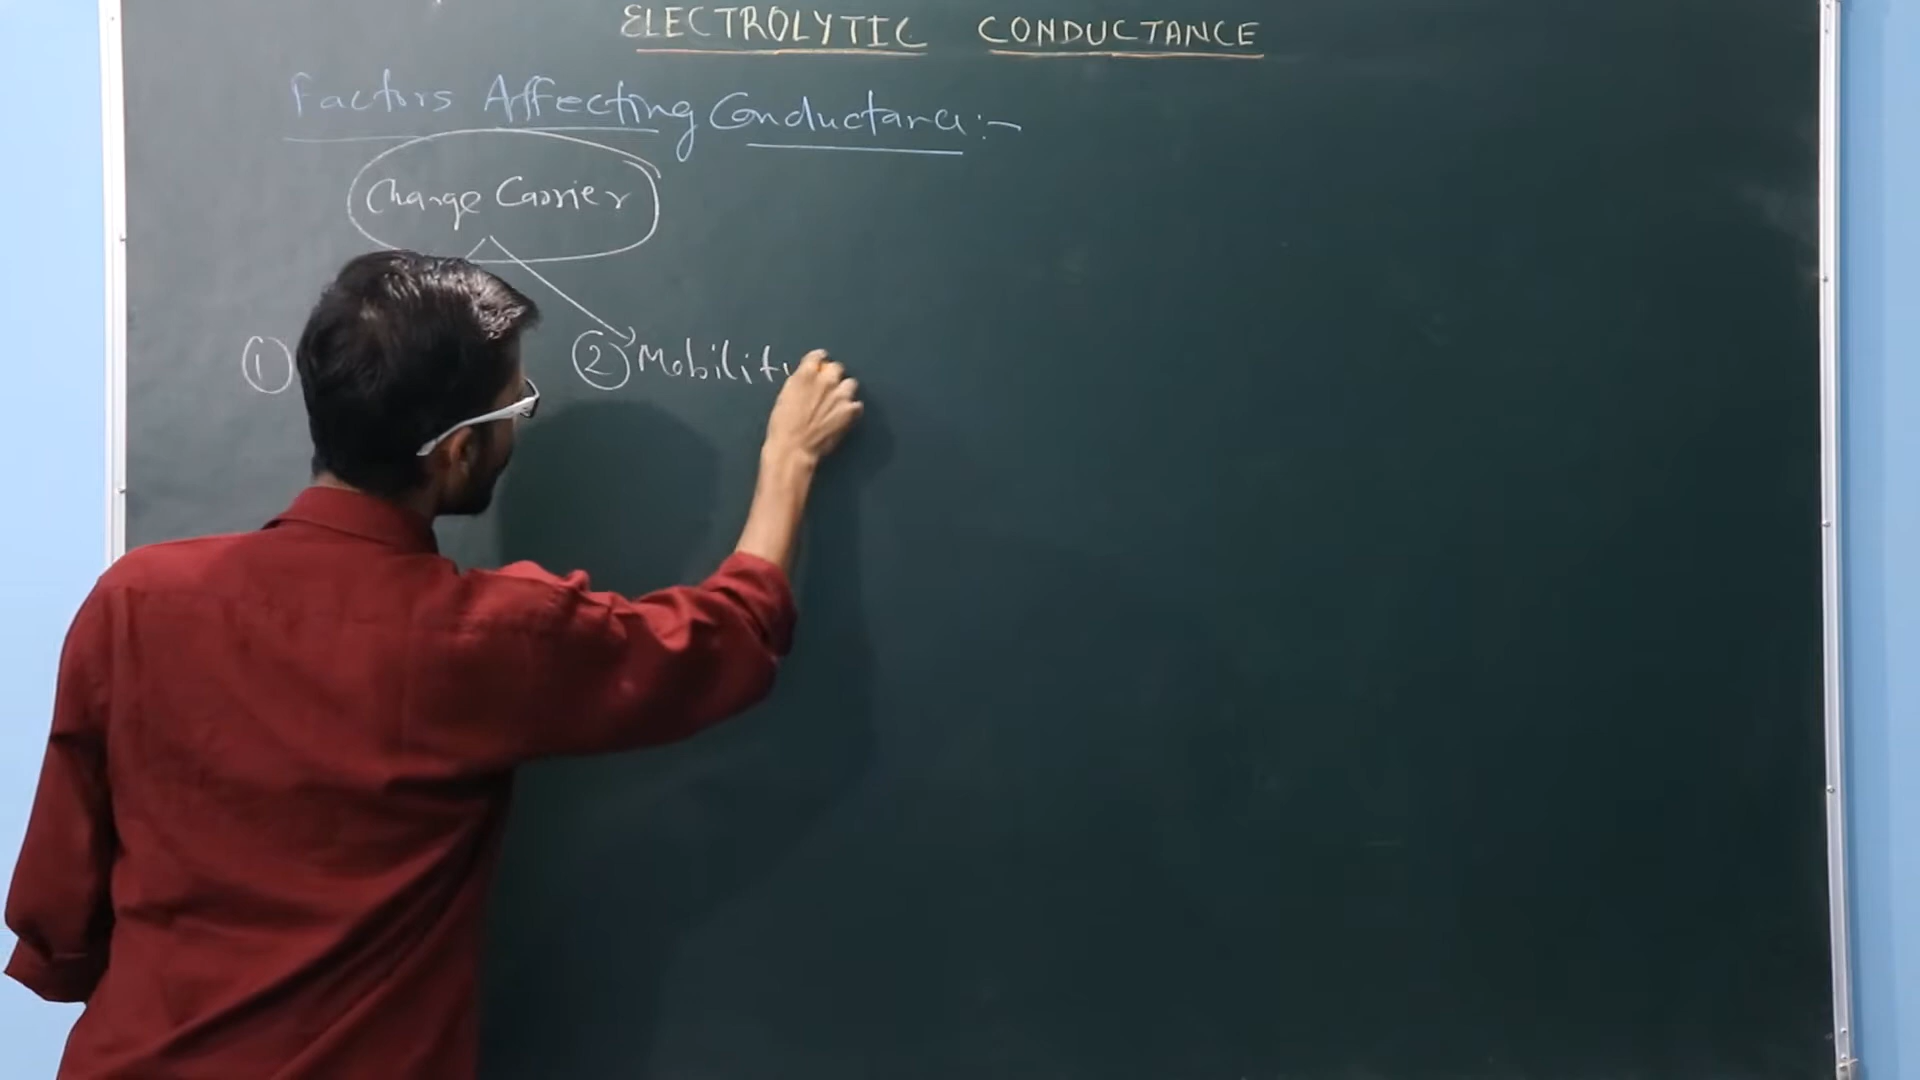 ELECTROLYTIC CONDUCTANCE
Factors Affecting Conductance:-
Charge Carrier
① ② Mobility